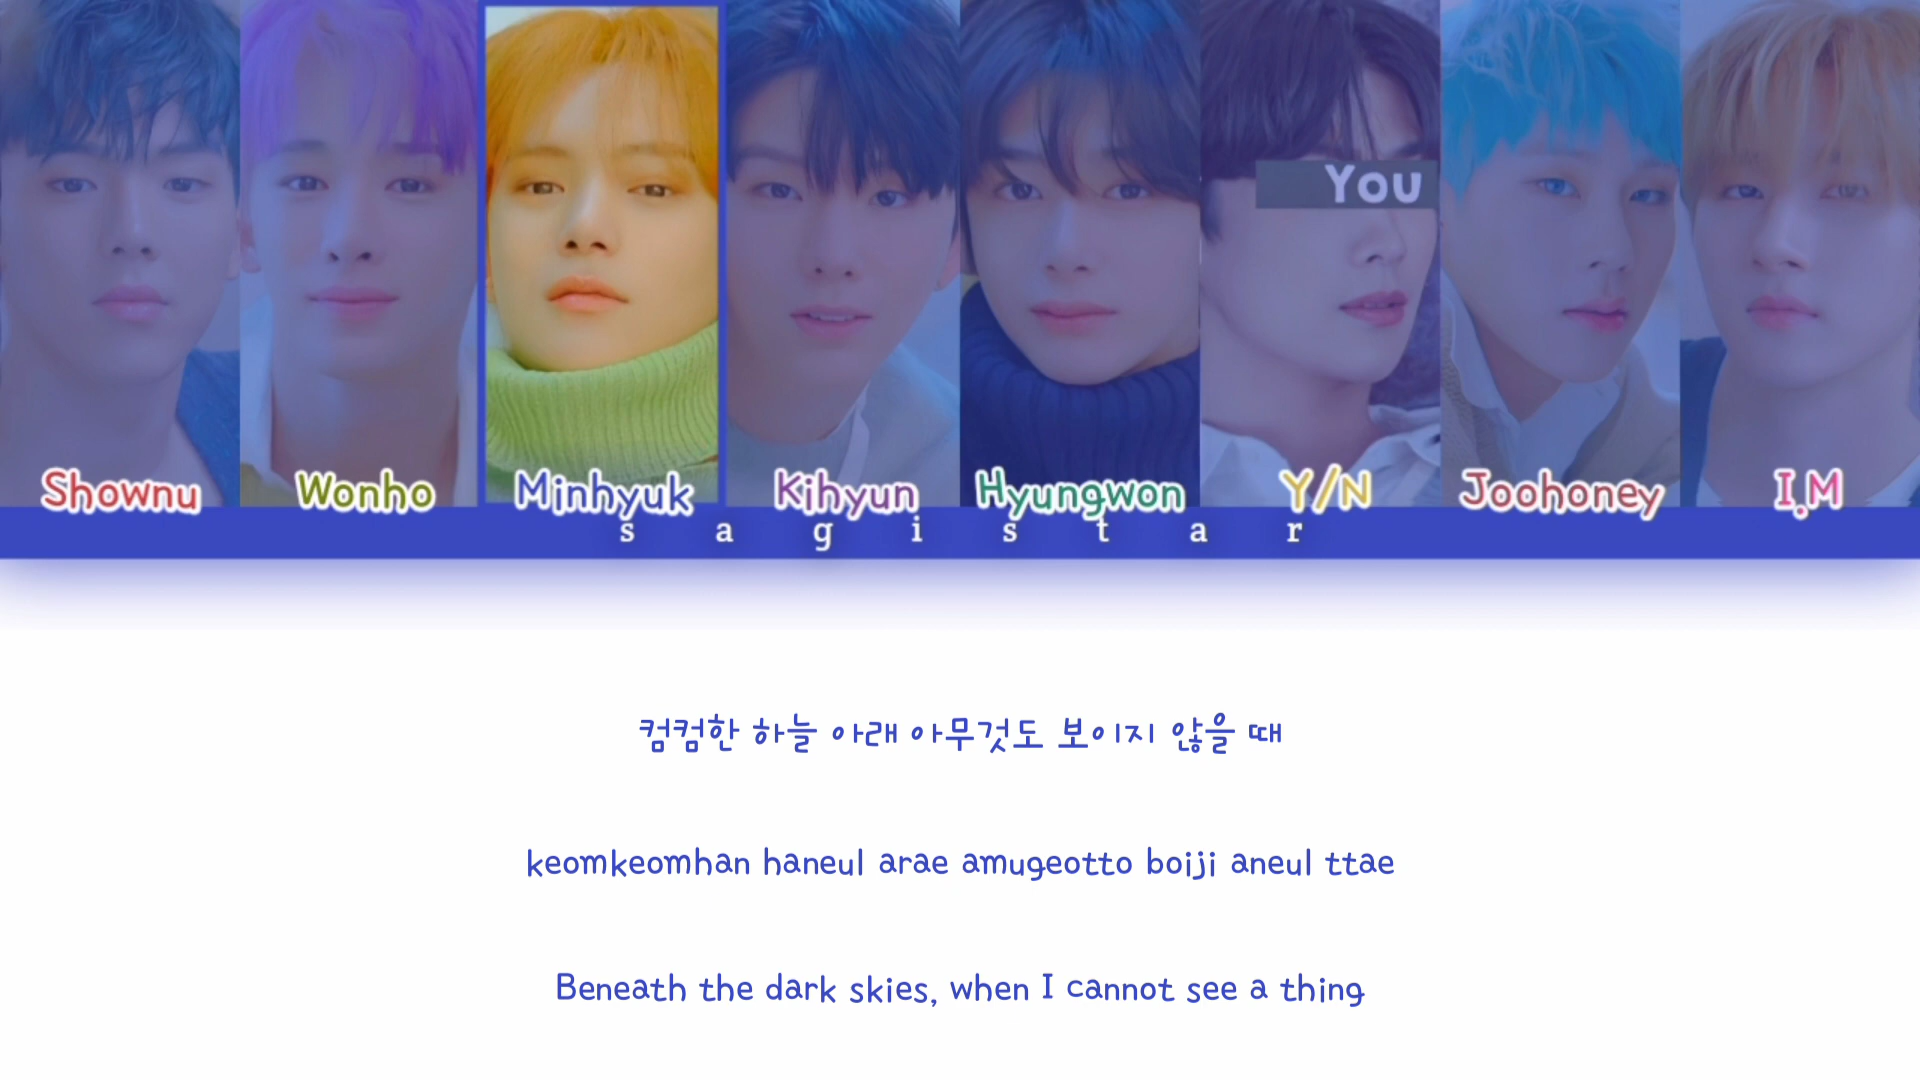 You
Shownu Wonho Minhyuk Kihyun Hyungwon Y/N Joohoney I.M
s a g i s t a r
컴컴한 하늘 아래 아무것도 보이지 않을 때
keomkeomhan haneul arae amugeotto boiji aneul ttae
Beneath the dark skies, when I cannot see a thing